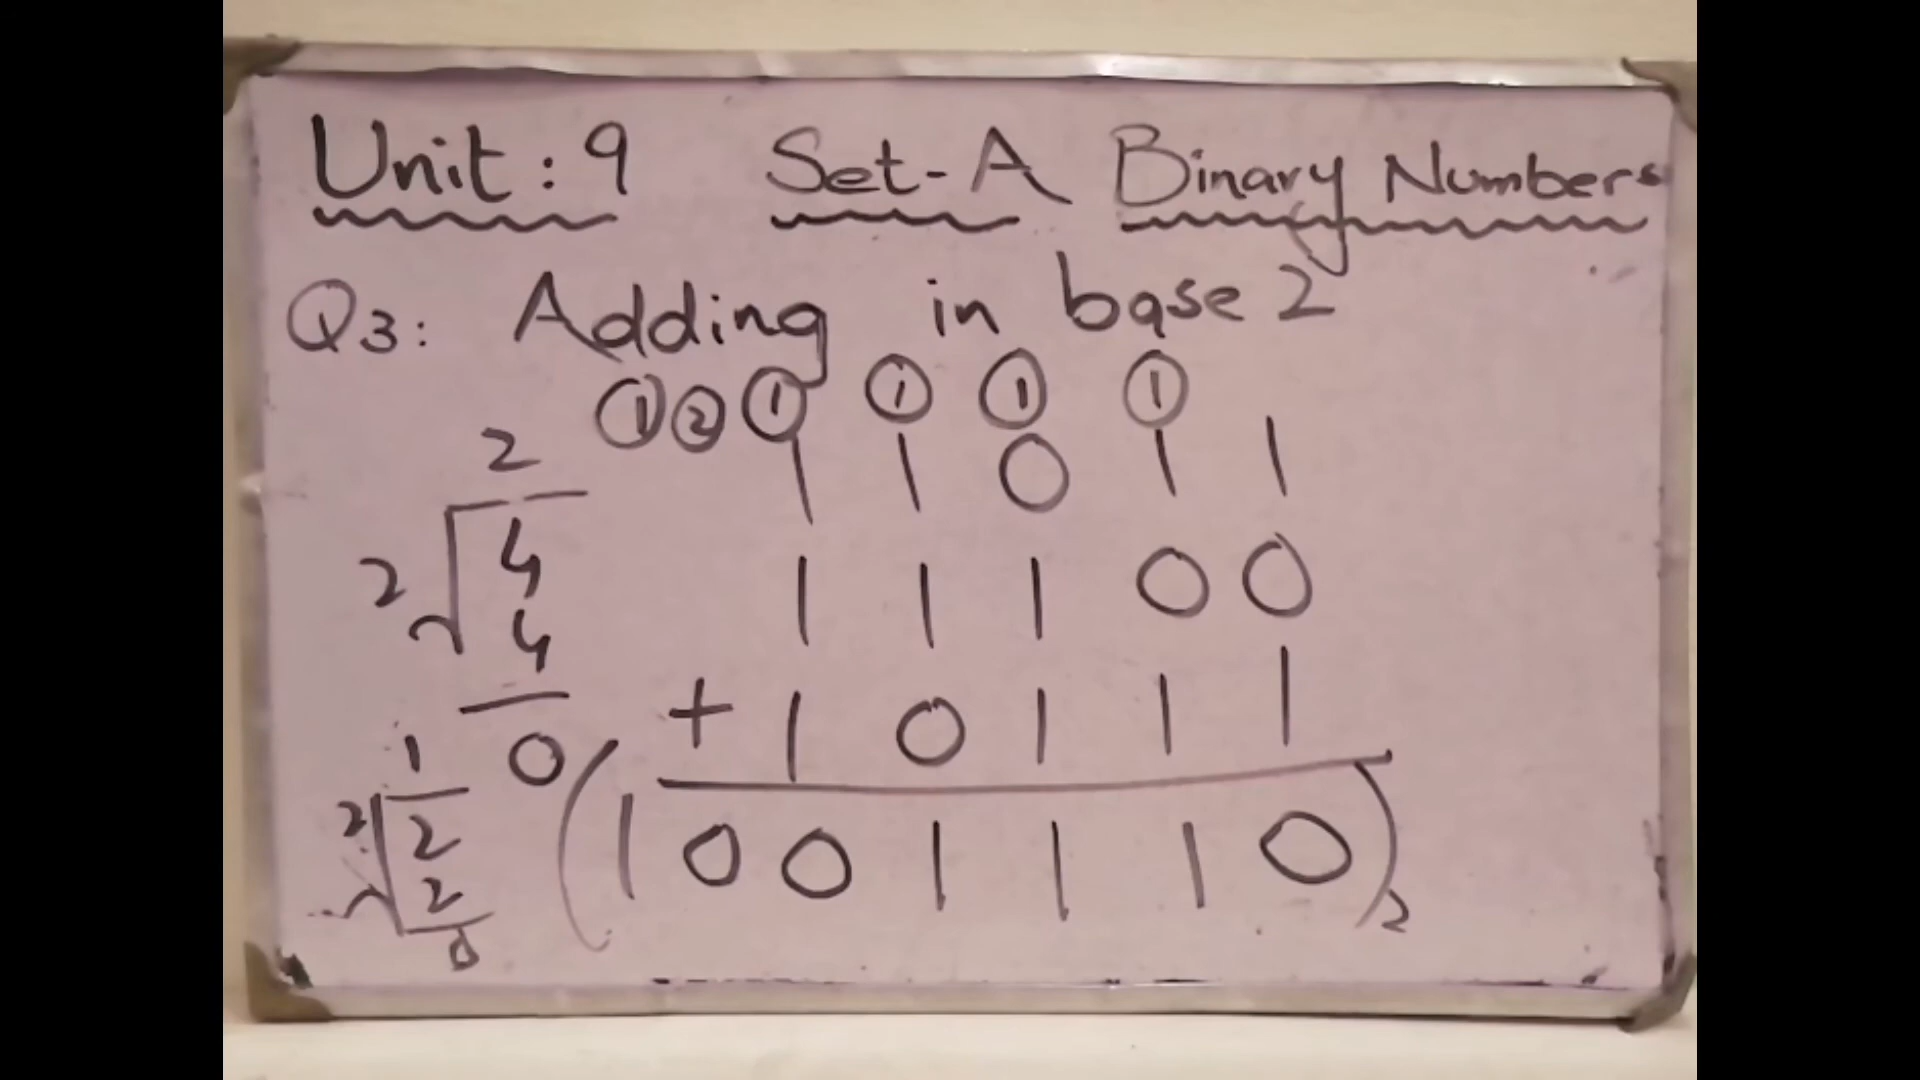 Unit: 9 Set-A Binary Numbers
Q3: Adding in base 2
① ② ① ① ① ①
1 1 0 1 1
1 1 1 0 0
+ 1 0 1 1 1
(1 0 0 1 1 1 0)2
2
2 4
4
0
1
2 2
2
0